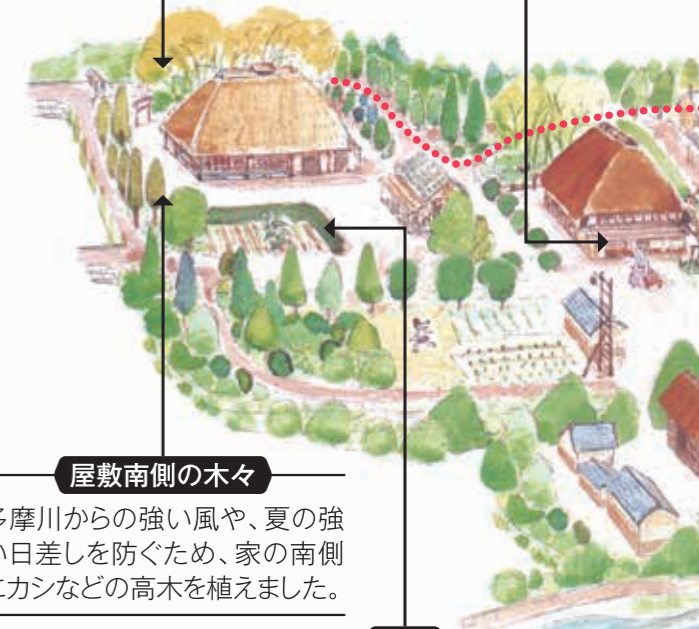 屋敷南側の木々
多摩川からの強い風や、夏の強
い日差しを防ぐため、家の南側
にカシなどの高木を植えました。